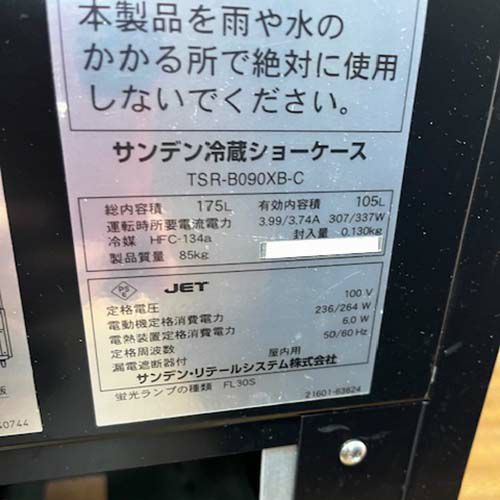 本製品を雨や水の
かかる所で絶対に使用
しないでください。
サンデン冷蔵ショーケース
TSR-B090XB-C
総内容積 175L 有効内容積 105L
運転時所要電流電力 3.99/3.74A 307/337W
冷媒 HFC-134a 封入量 0.130kg
製品質量 85kg
PS E JET
定格電圧 100 V
電動機定格消費電力 236/264 W
電熱装置定格消費電力 6.0 W
定格周波数 50/60 Hz
漏電遮断器付 屋内用
サンデン・リテールシステム株式会社
蛍光ランプの種類 FL30S 21601-63624
板
40744